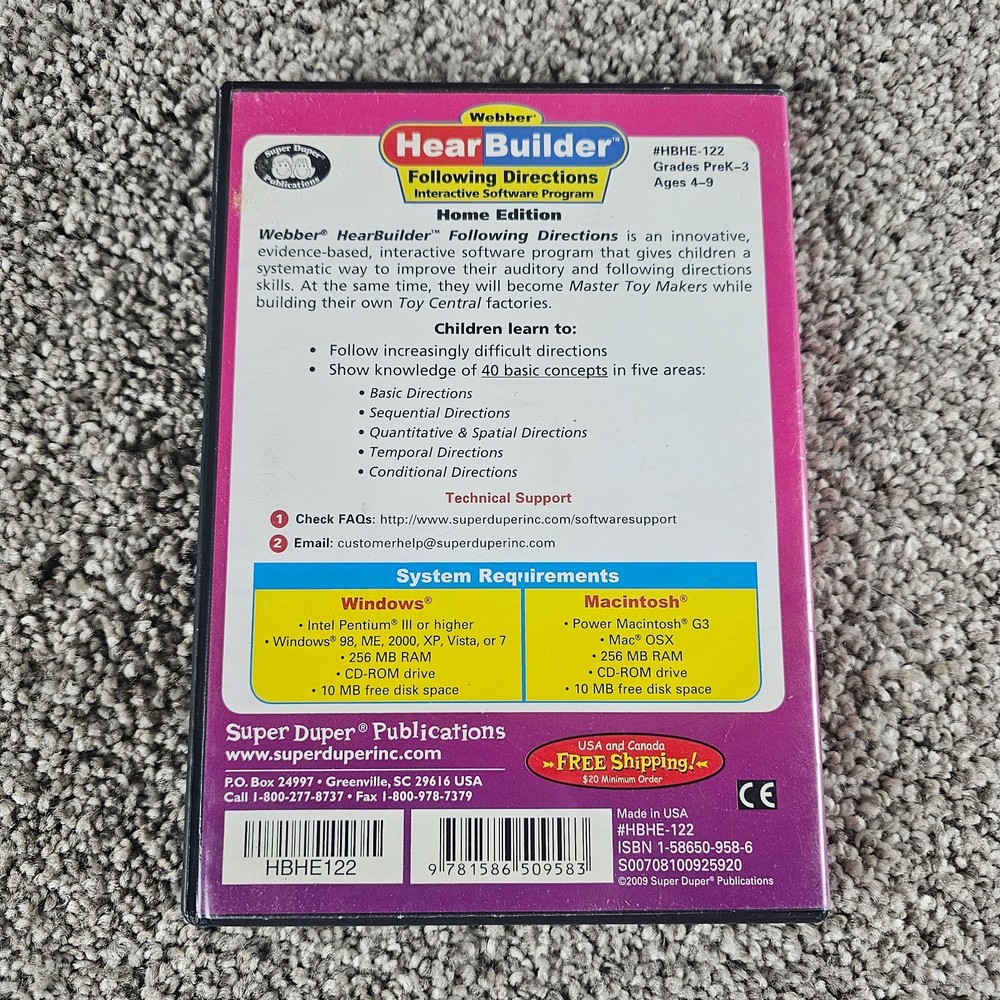 Webber®
HearBuilder™
Following Directions
Interactive Software Program
Super Duper®
Publications
#HBHE-122
Grades PreK–3
Ages 4–9
Home Edition
Webber® HearBuilder™ Following Directions is an innovative,
evidence-based, interactive software program that gives children a
systematic way to improve their auditory and following directions
skills. At the same time, they will become Master Toy Makers while
building their own Toy Central factories.
Children learn to:
• Follow increasingly difficult directions
• Show knowledge of 40 basic concepts in five areas:
• Basic Directions
• Sequential Directions
• Quantitative & Spatial Directions
• Temporal Directions
• Conditional Directions
Technical Support
1 Check FAQs: http://www.superduperinc.com/softwaresupport
2 Email: customerhelp@superduperinc.com
System Requirements
Windows®
• Intel Pentium® III or higher
• Windows® 98, ME, 2000, XP, Vista, or 7
• 256 MB RAM
• CD-ROM drive
• 10 MB free disk space
Macintosh®
• Power Macintosh® G3
• Mac® OSX
• 256 MB RAM
• CD-ROM drive
• 10 MB free disk space
Super Duper® Publications
www.superduperinc.com
P.O. Box 24997 • Greenville, SC 29616 USA
Call 1-800-277-8737 • Fax 1-800-978-7379
USA and Canada
FREE Shipping!
$20 Minimum Order
CE
HBHE122
9 781586 509583
Made in USA
#HBHE-122
ISBN 1-58650-958-6
S00708100925920
©2009 Super Duper® Publications